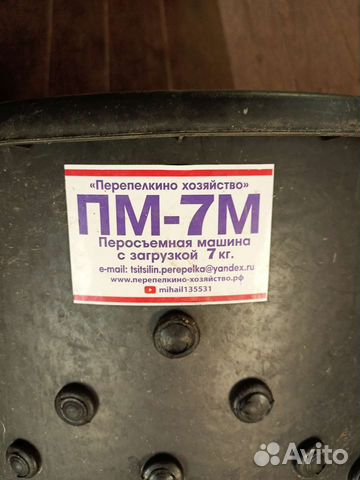 «Перепелкино хозяйство»
ПМ-7М
Перосъемная машина
с загрузкой 7 кг.
e-mail: tsitsilin.perepelka@yandex.ru
www.перепелкино-хозяйство.рф
mihail135531
Avito